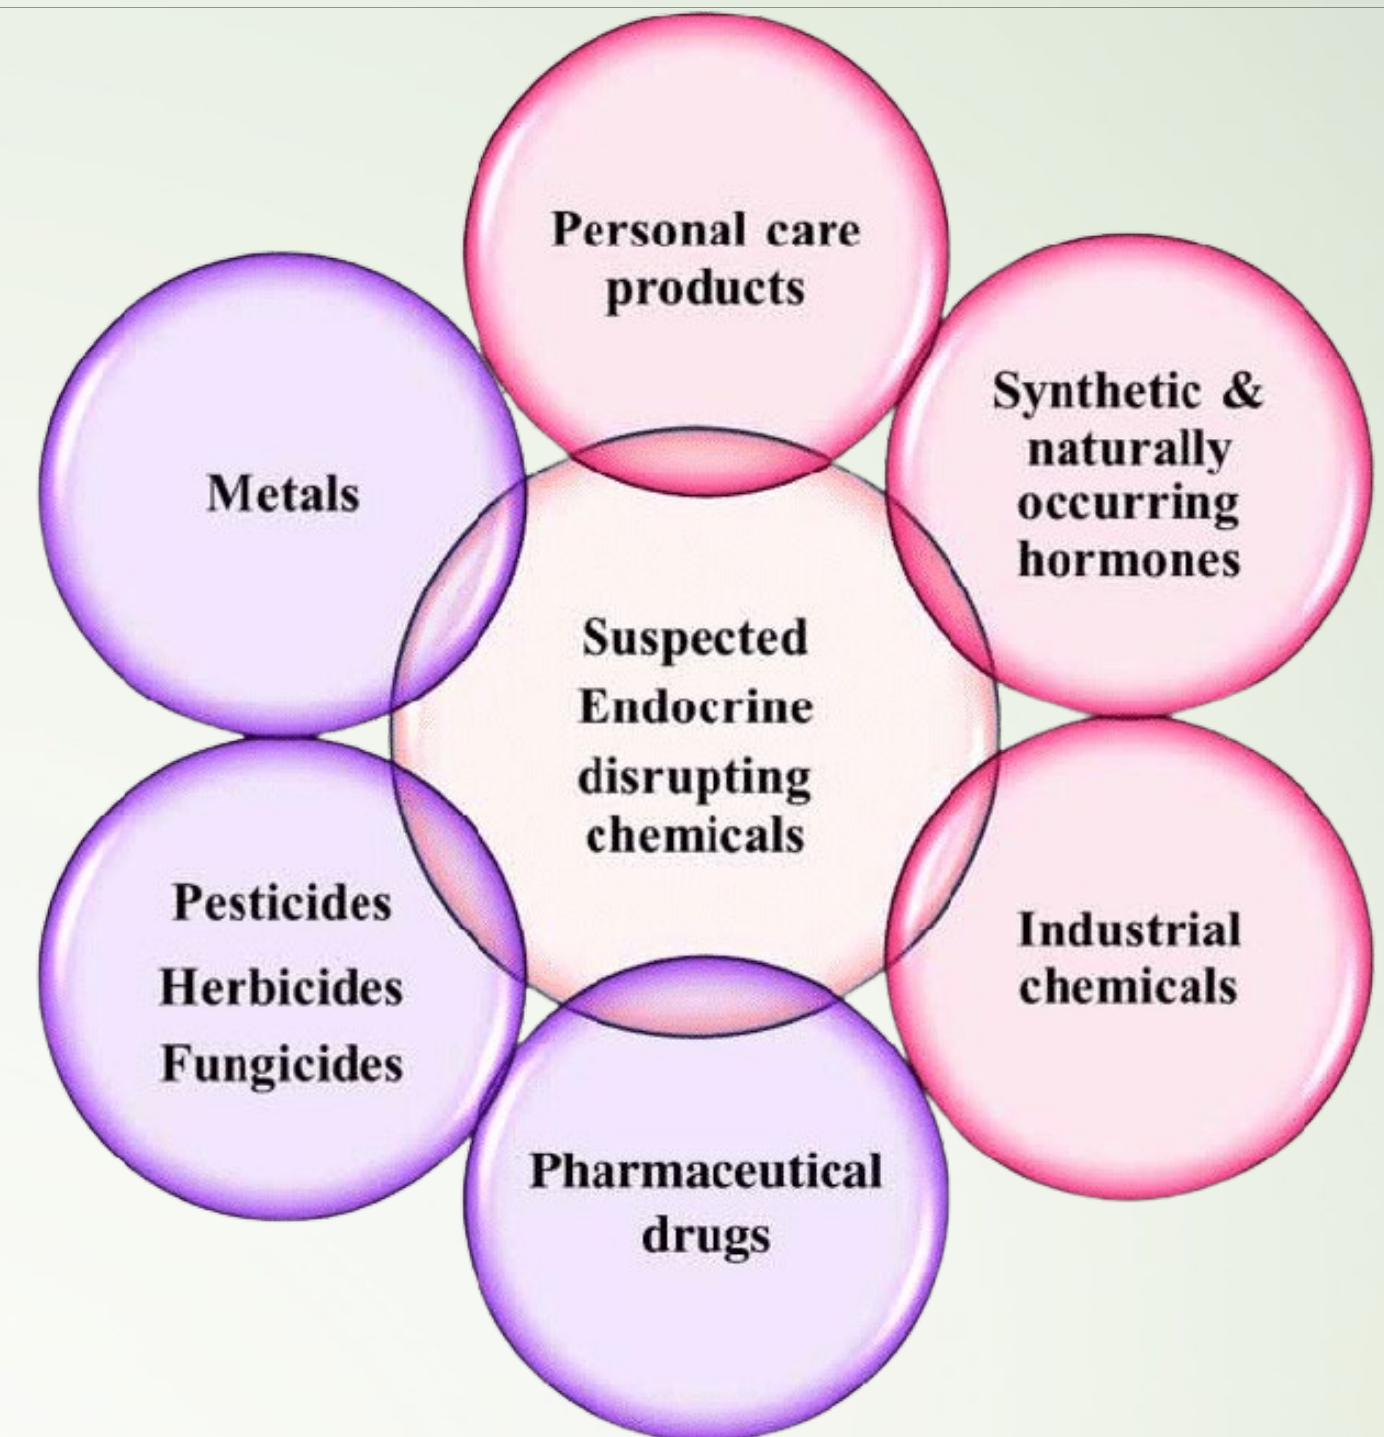 Personal care
products
Synthetic &
naturally
occurring
hormones
Metals
Suspected
Endocrine
disrupting
chemicals
Industrial
chemicals
Pesticides
Herbicides
Fungicides
Pharmaceutical
drugs